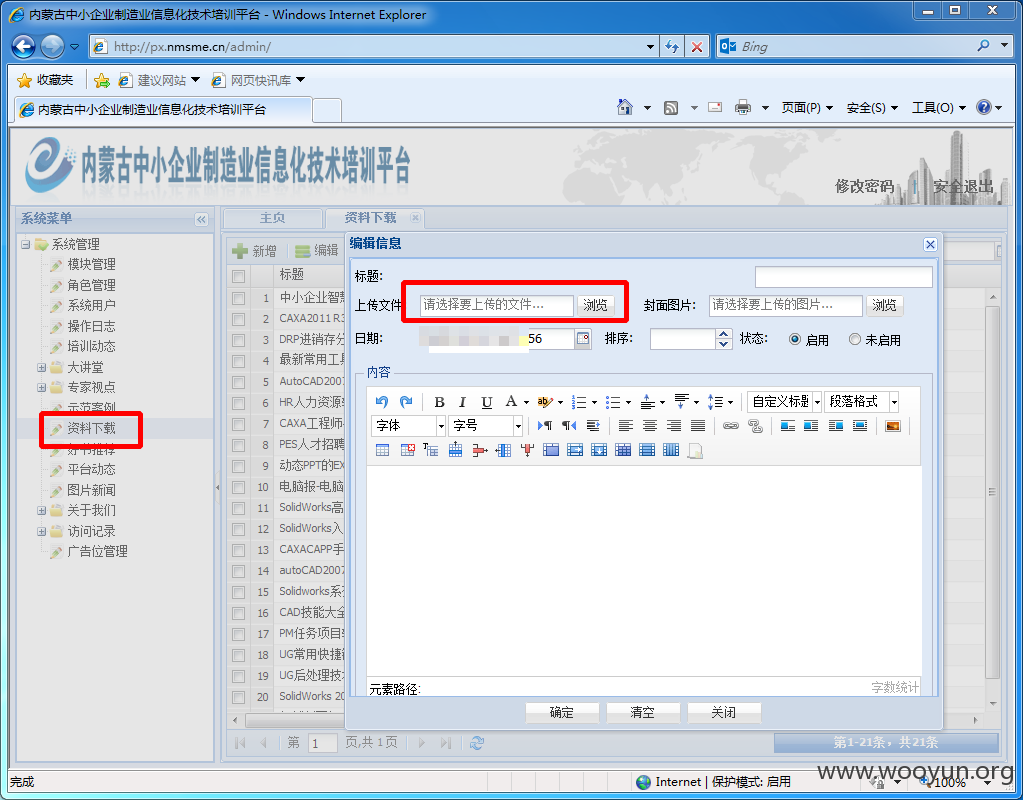 内蒙古中小企业制造业信息化技术培训平台 - Windows Internet Explorer
http://px.nmsme.cn/admin/
Bing
收藏夹 建议网站 网页快讯库
内蒙古中小企业制造业信息化技术培训平台
页面(P) 安全(S) 工具(O)
内蒙古中小企业制造业信息化技术培训平台
修改密码 安全退出
系统菜单
主页 资料下载
系统管理
模块管理
角色管理
系统用户
操作日志
培训动态
大讲堂
专家视点
示范案例
资料下载
好书推荐
平台动态
图片新闻
关于我们
访问记录
广告位管理
新增 编辑
标题
1 中小企业智
2 CAXA2011 R3
3 DRP进销存分
4 最新常用工具
5 AutoCAD2007
6 HR人力资源
7 CAXA工程师
8 PES人才招聘
9 动态PPT的EX
10 电脑报-电脑
11 SolidWorks高
12 SolidWorks入
13 CAXACAPP手
14 autoCAD2007
15 Solidworks系列
16 CAD技能大全
17 PM任务项目
18 UG常用快捷
19 UG后处理技术
20 SolidWorks 20
编辑信息
标题:
上传文件 请选择要上传的文件... 浏览 封面图片: 请选择要上传的图片... 浏览
日期: 56 排序: 状态: 启用 未启用
内容
B I U A 自定义标题 段落格式
字体 字号
元素路径: 字数统计
确定 清空 关闭
第 1 页,共 1 页
第1-21条，共21条
完成 Internet | 保护模式: 启用 100%
www.wooyun.org